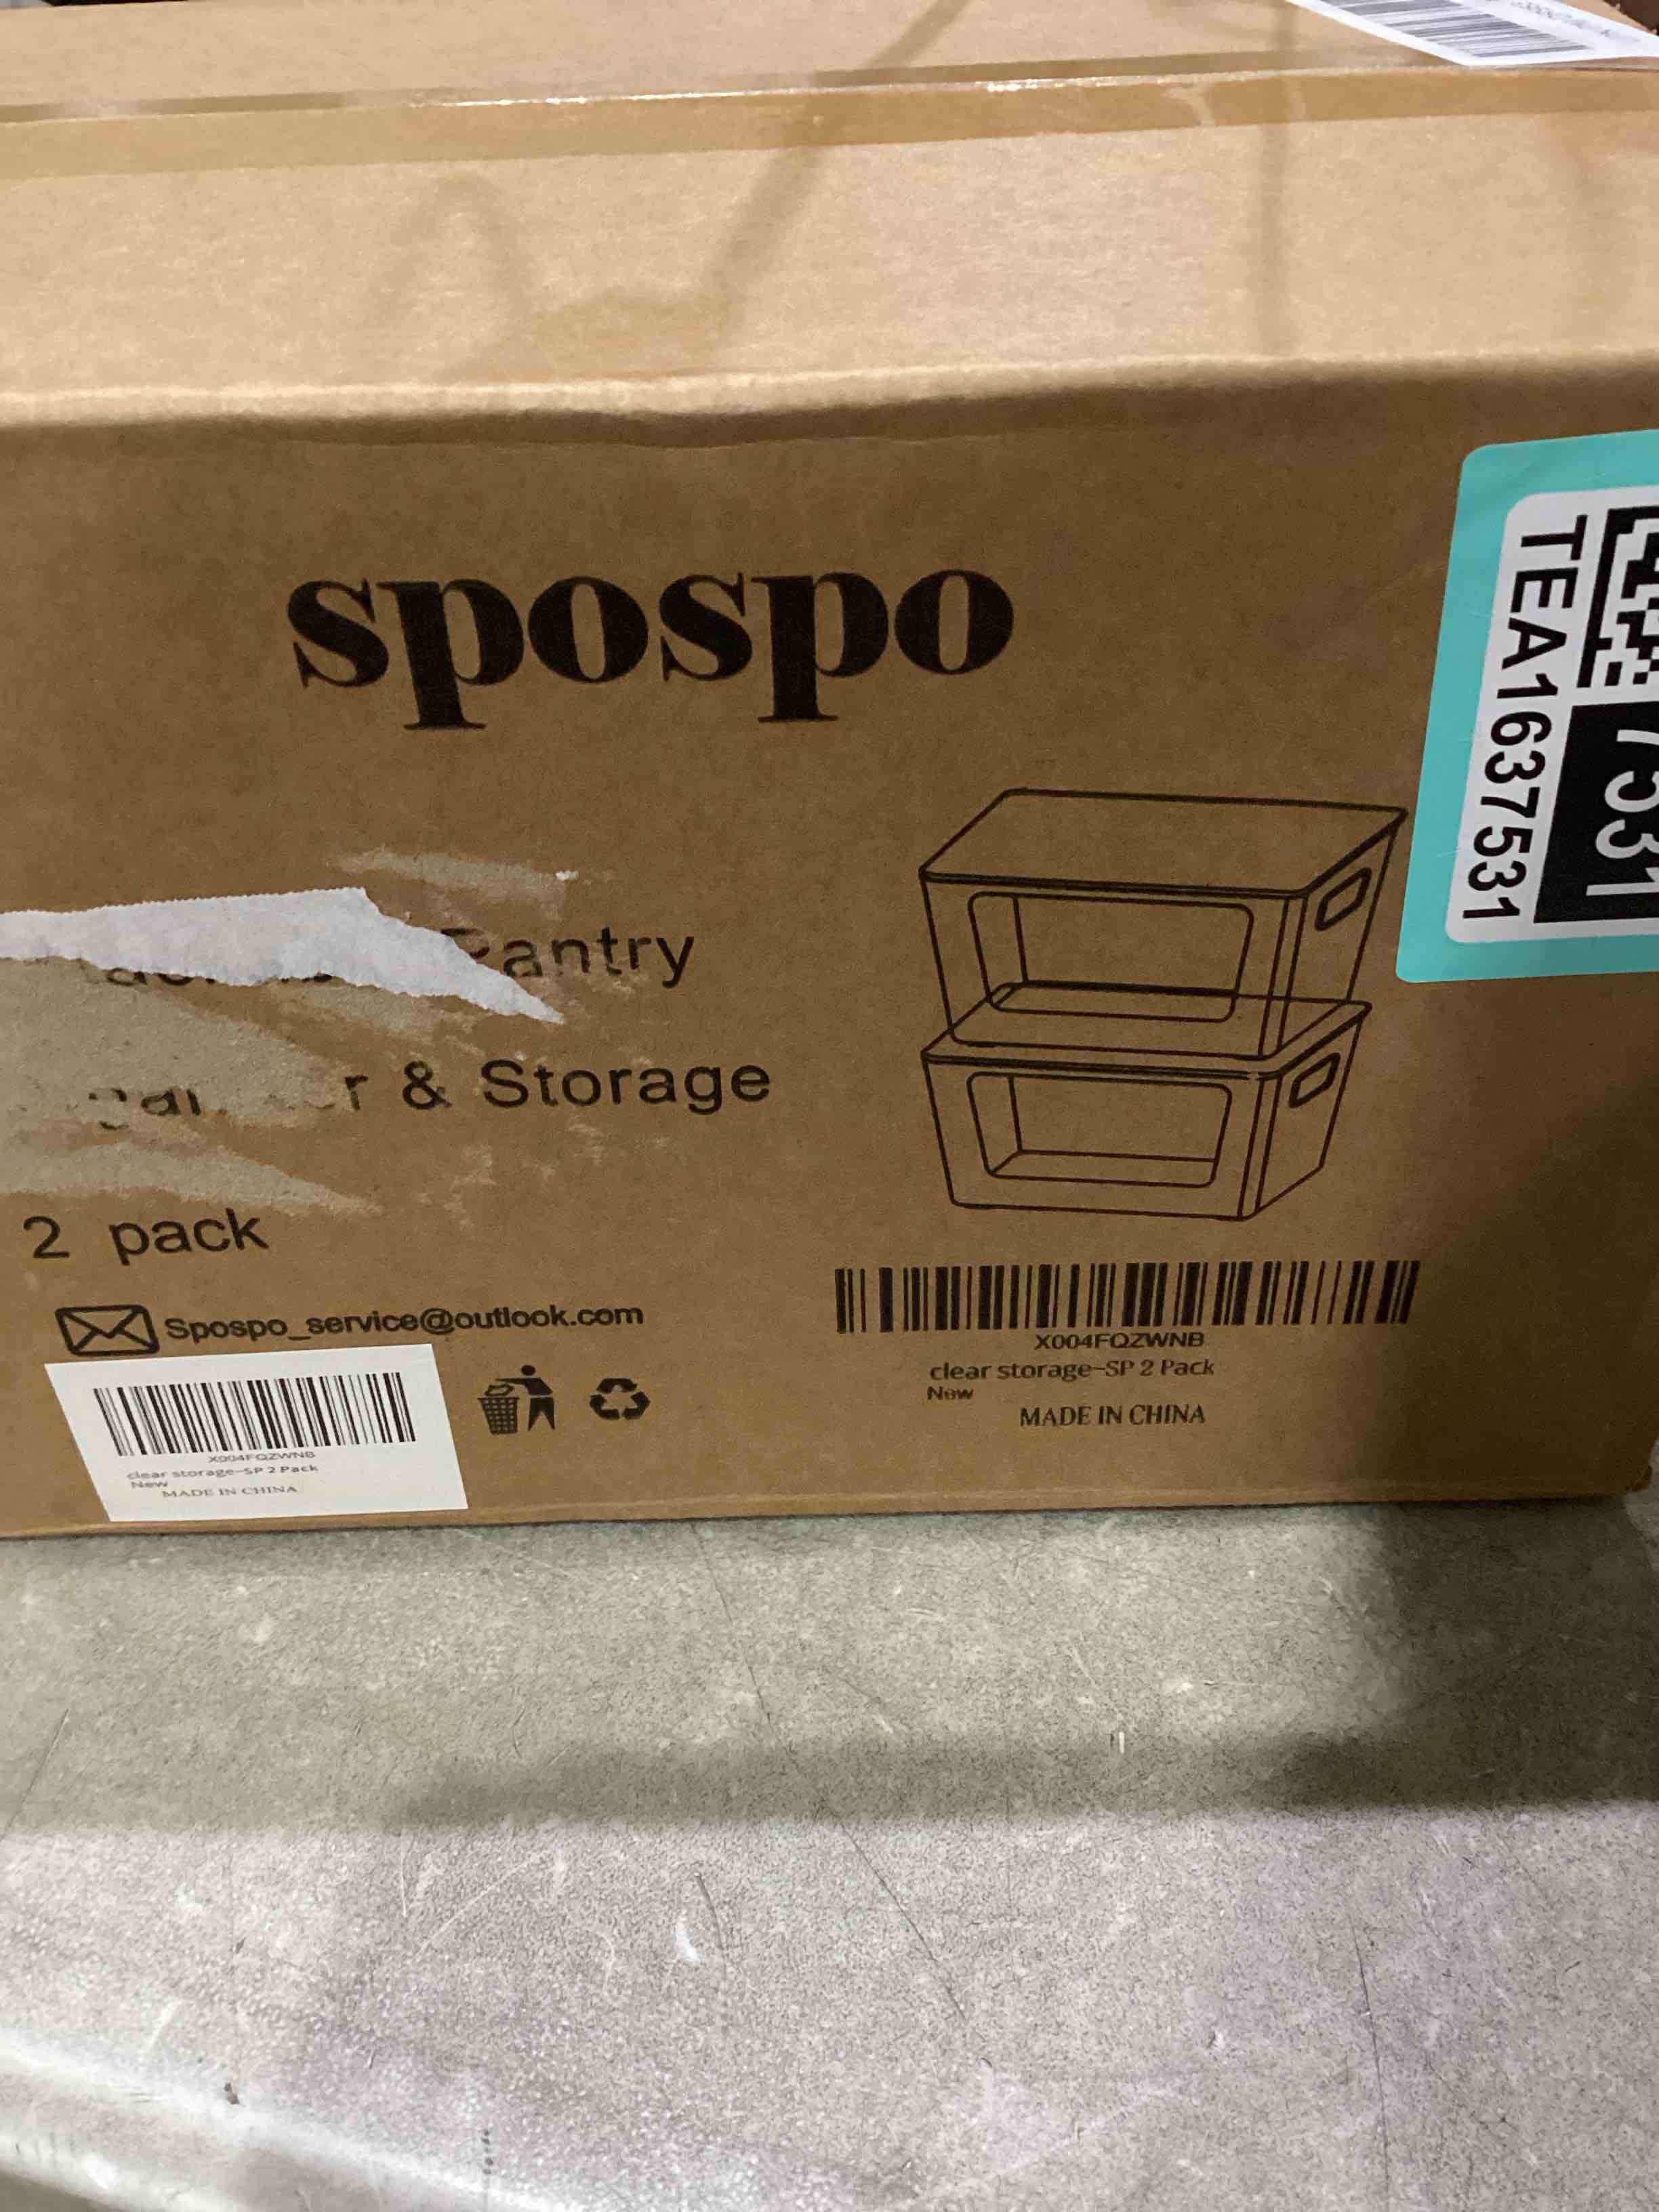 spospo
TEA1637531
7531
Pantry
& Storage
2 pack
Spospo_service@outlook.com
X004FQZWNB
clear storage-SP 2 Pack
New
MADE IN CHINA
X004FQZWNB
clear storage-SP 2 Pack
New
MADE IN CHINA